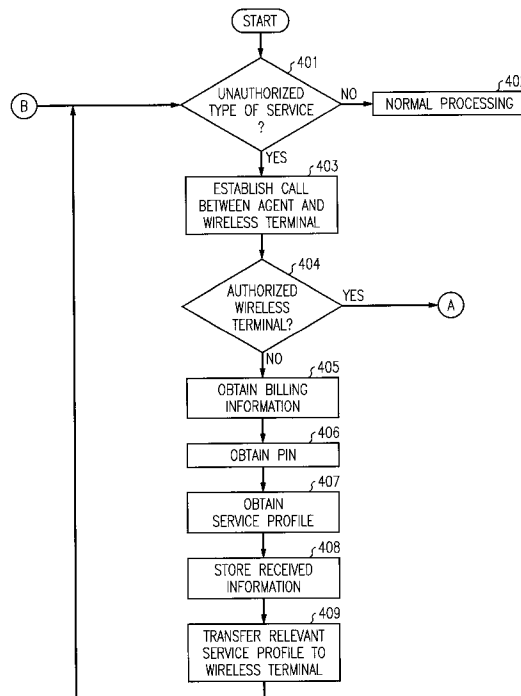 START
401
UNAUTHORIZED
TYPE OF SERVICE
?
NO
NORMAL PROCESSING
B
YES
403
ESTABLISH CALL
BETWEEN AGENT AND
WIRELESS TERMINAL
404
AUTHORIZED
WIRELESS
TERMINAL?
YES
A
NO
405
OBTAIN BILLING
INFORMATION
406
OBTAIN PIN
407
OBTAIN
SERVICE PROFILE
408
STORE RECEIVED
INFORMATION
409
TRANSFER RELEVANT
SERVICE PROFILE TO
WIRELESS TERMINAL